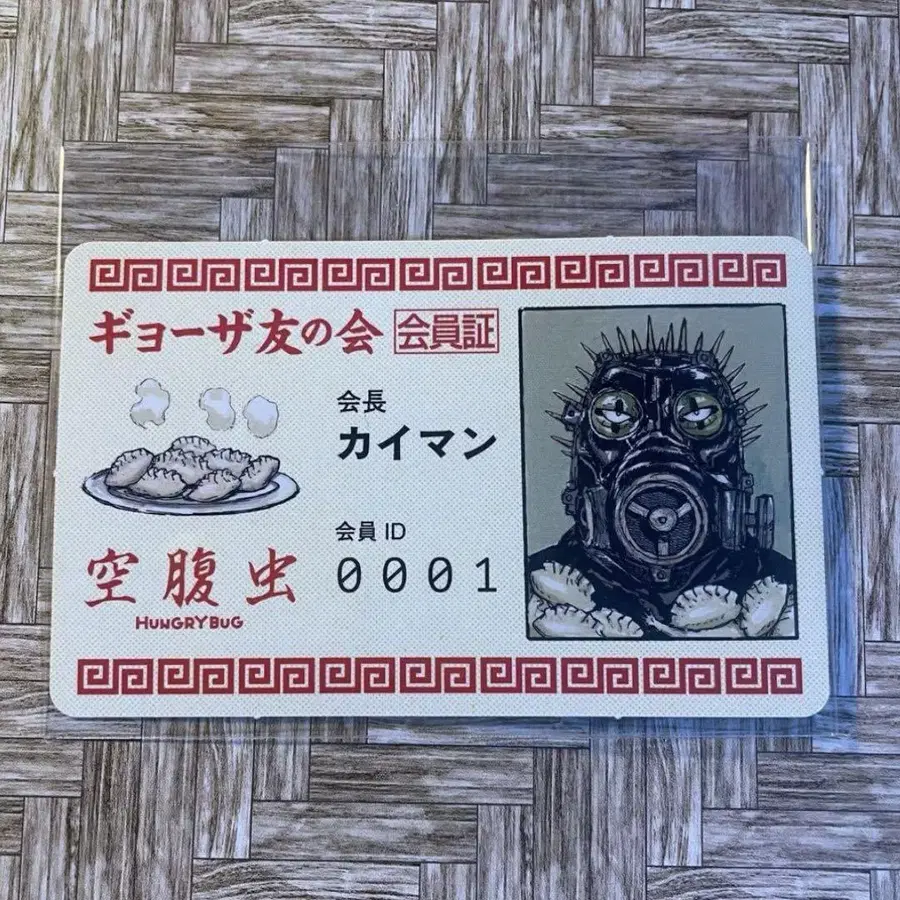 ギョーザ友の会 会員証
会長
カイマン
会員 ID
0001
空腹虫
HUNGRYBUG